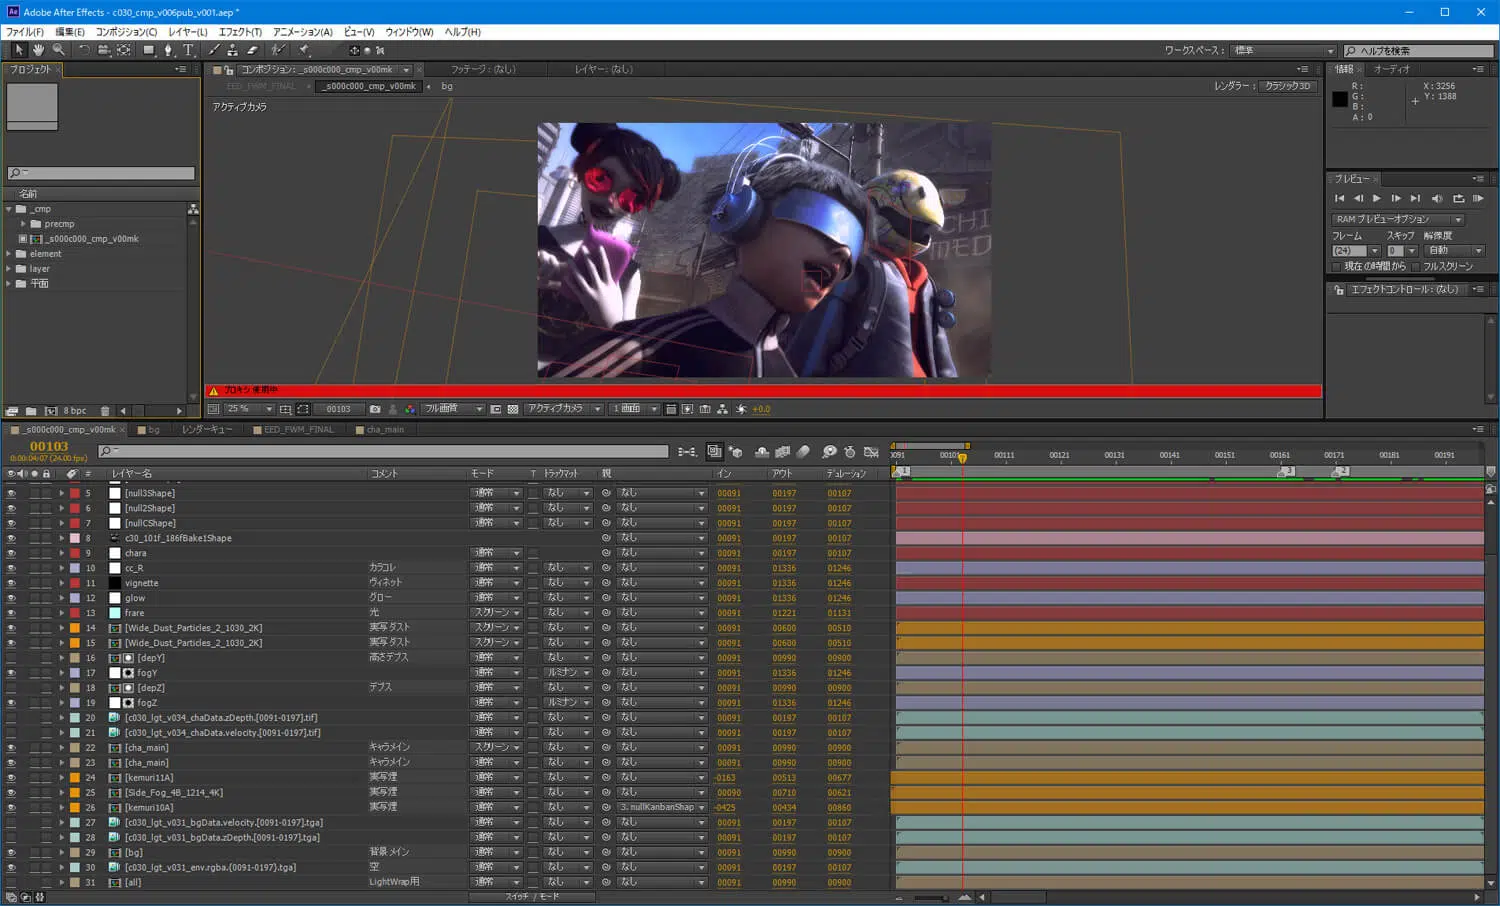 Adobe After Effects - c030_cmp_v006pub_v001.aep *
ファイル(F) 編集(E) コンポジション(C) レイヤー(L) エフェクト(T) アニメーション(A) ビュー(V) ウィンドウ(W) ヘルプ(H)
ワークスペース： 標準 ヘルプを検索
プロジェクト
コンポジション：_s000c000_cmp_v00mk
フッテージ：(なし)
レイヤー：(なし)
EED_FWM_FINAL _s000c000_cmp_v00mk bg
レンダラー： クラシック3D
アクティブカメラ
名前
_cmp
precmp
_s000c000_cmp_v00mk
element
layer
平面
8 bpc
プロキシ使用中
25 % 00103 フル画質 アクティブカメラ 1 画面 +0.0
情報 オーディオ
R： X：3256
G： Y：1388
B：
A：0
プレビュー
RAM プレビューオプション
フレーム スキップ 解像度
(24) 0 自動
現在の時間から フルスクリーン
エフェクトコントロール：(なし)
_s000c000_cmp_v00mk bg レンダーキュー EED_FWM_FINAL cha_main
00103
0:00:04:07 (24.00 fps)
0091 00101 00111 00121 00131 00141 00151 00161 00171 00181 00191
1 3 2
# レイヤー名 コメント モード T トラックマット 親 イン アウト デュレーション
5 [null3Shape] 通常 なし なし 00091 00197 00107
6 [null2Shape] 通常 なし なし 00091 00197 00107
7 [nullCShape] 通常 なし なし 00091 00197 00107
8 c30_101f_186fBake1Shape なし 00091 00197 00107
9 chara 通常 なし 00091 00197 00107
10 cc_R カラコレ 通常 なし なし 00091 01336 01246
11 vignette ヴィネット 通常 なし なし 00091 01336 01246
12 glow グロー 通常 なし なし 00091 01336 01246
13 frare 光 スクリーン なし なし 00091 01221 01131
14 [Wide_Dust_Particles_2_1030_2K] 実写ダスト スクリーン なし なし 00091 00600 00510
15 [Wide_Dust_Particles_2_1030_2K] 実写ダスト スクリーン なし なし 00091 00600 00510
16 [depY] 高さデプス 通常 なし なし 00091 00990 00900
17 fogY 通常 ルミナン なし 00091 01336 01246
18 [depZ] デプス 通常 なし なし 00091 00990 00900
19 fogZ 通常 ルミナン なし 00091 01336 01246
20 [c030_lgt_v034_chaData.zDepth.[0091-0197].tif] 通常 なし なし 00091 00197 00107
21 [c030_lgt_v034_chaData.velocity.[0091-0197].tif] 通常 なし なし 00091 00197 00107
22 [cha_main] キャラメイン スクリーン なし なし 00091 00990 00900
23 [cha_main] キャラメイン 通常 なし なし 00091 00990 00900
24 [kemuri11A] 実写煙 通常 なし なし -0163 00513 00677
25 [Side_Fog_4B_1214_4K] 実写煙 通常 なし なし 00090 00710 00621
26 [kemuri10A] 実写煙 通常 なし 3. nullKanbanShap -0425 00434 00860
27 [c030_lgt_v031_bgData.velocity.[0091-0197].tga] 通常 なし なし 00091 00197 00107
28 [c030_lgt_v031_bgData.zDepth.[0091-0197].tga] 通常 なし なし 00091 00197 00107
29 [bg] 背景メイン 通常 なし なし 00091 00990 00900
30 [c030_lgt_v031_env.rgba.{0091-0197}.tga] 空 通常 なし なし 00091 00197 00107
31 [all] LightWrap用 通常 なし なし 00091 00990 00900
スイッチ / モード